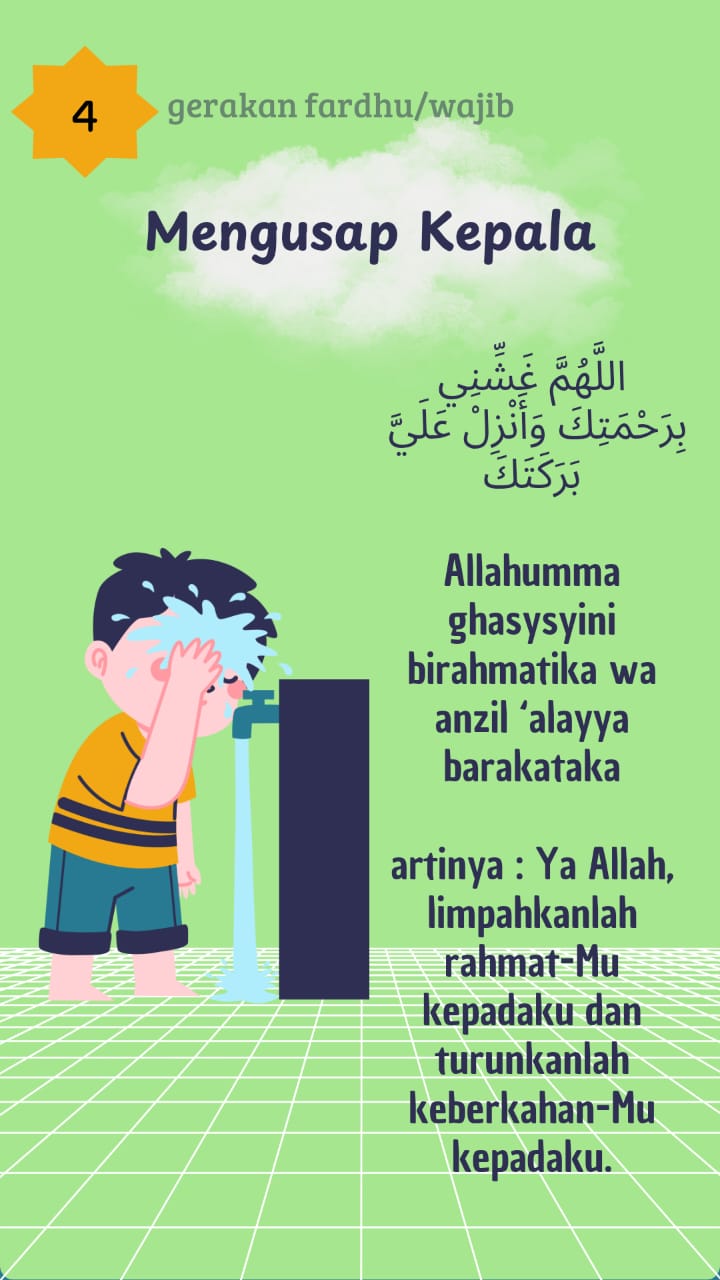 4
gerakan fardhu/wajib
Mengusap Kepala
اللَّهُمَّ غَشِّنِي
بِرَحْمَتِكَ وَأَنْزِلْ عَلَيَّ
بَرَكَتَكَ
Allahumma
ghasysyini
birahmatika wa
anzil ‘alayya
barakataka
artinya : Ya Allah,
limpahkanlah
rahmat-Mu
kepadaku dan
turunkanlah
keberkahan-Mu
kepadaku.